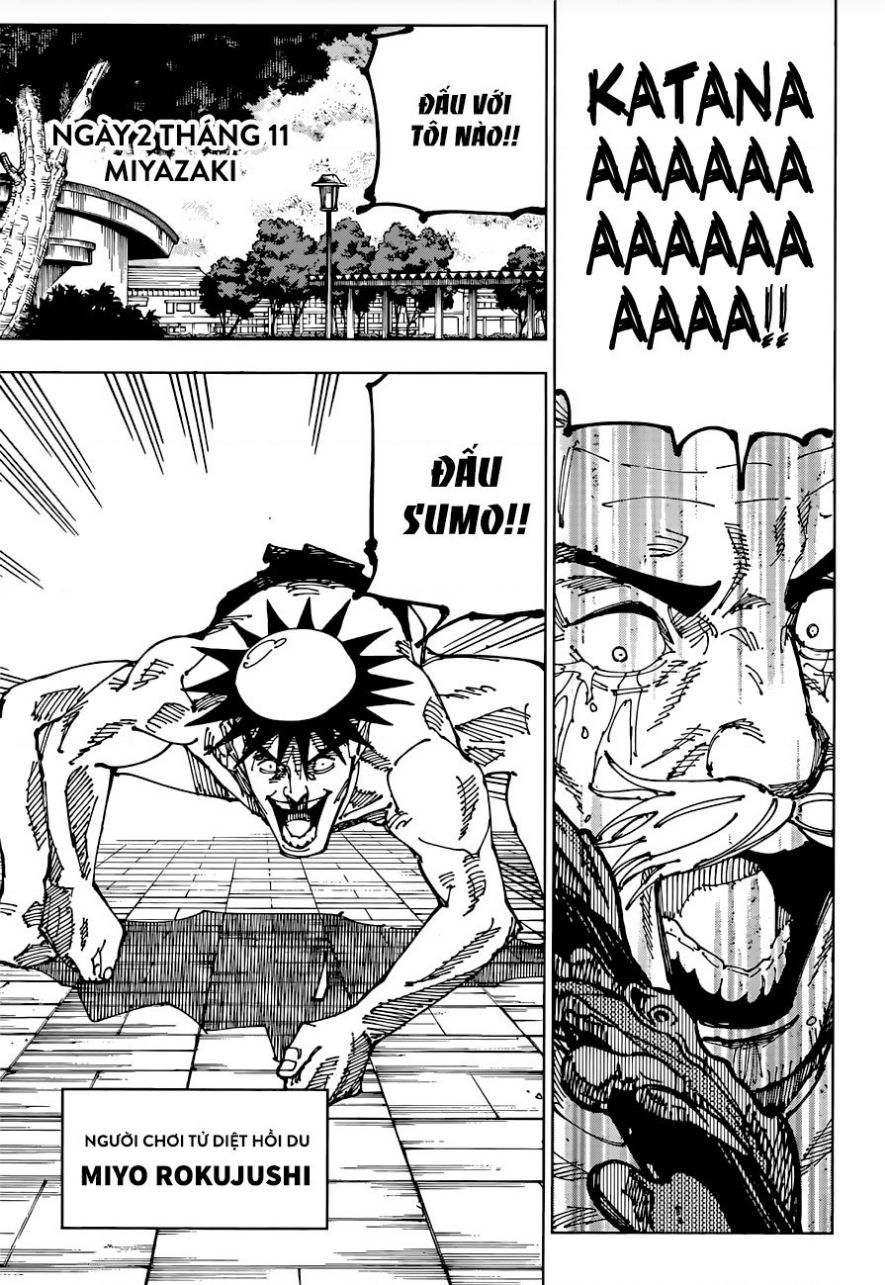 KATANA
AAAAAA
AAAAAA
AAAA!!
ĐẤU VỚI
TÔI NÀO!!
NGÀY 2 THÁNG 11
MIYAZAKI
ĐẤU
SUMO!!
NGƯỜI CHƠI TỬ DIỆT HỒI DU
MIYO ROKUJUSHI